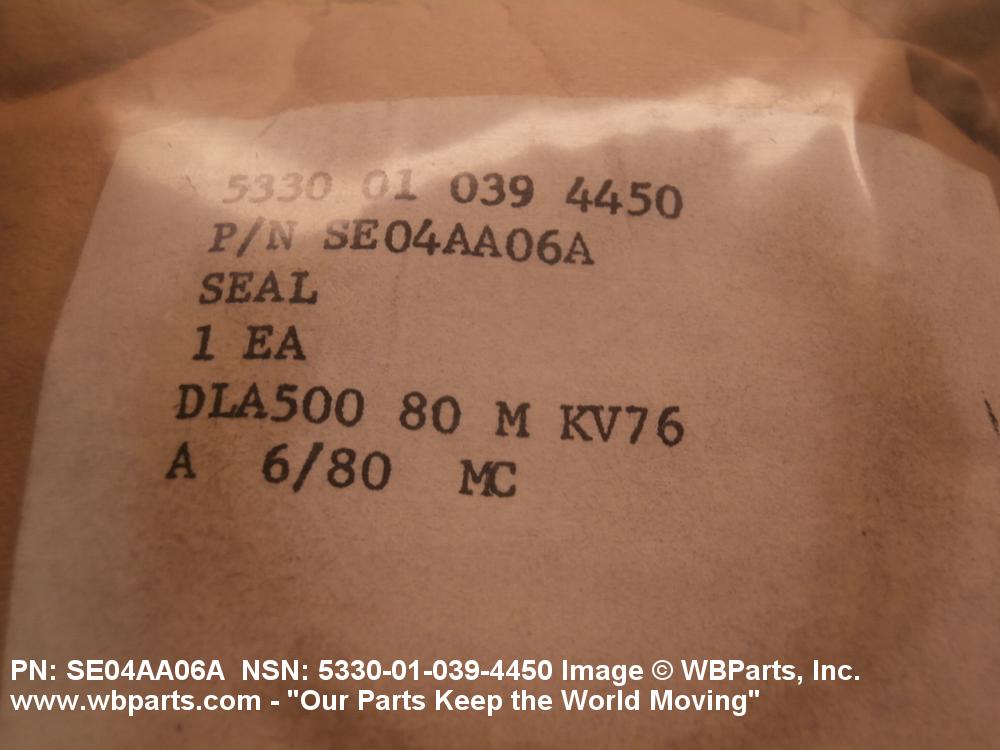 5330 01 039 4450
P/N SE04AA06A
SEAL
1 EA
DLA500 80 M KV76
A 6/80 MC
PN: SE04AA06A NSN: 5330-01-039-4450 Image © WBParts, Inc.
www.wbparts.com - "Our Parts Keep the World Moving"